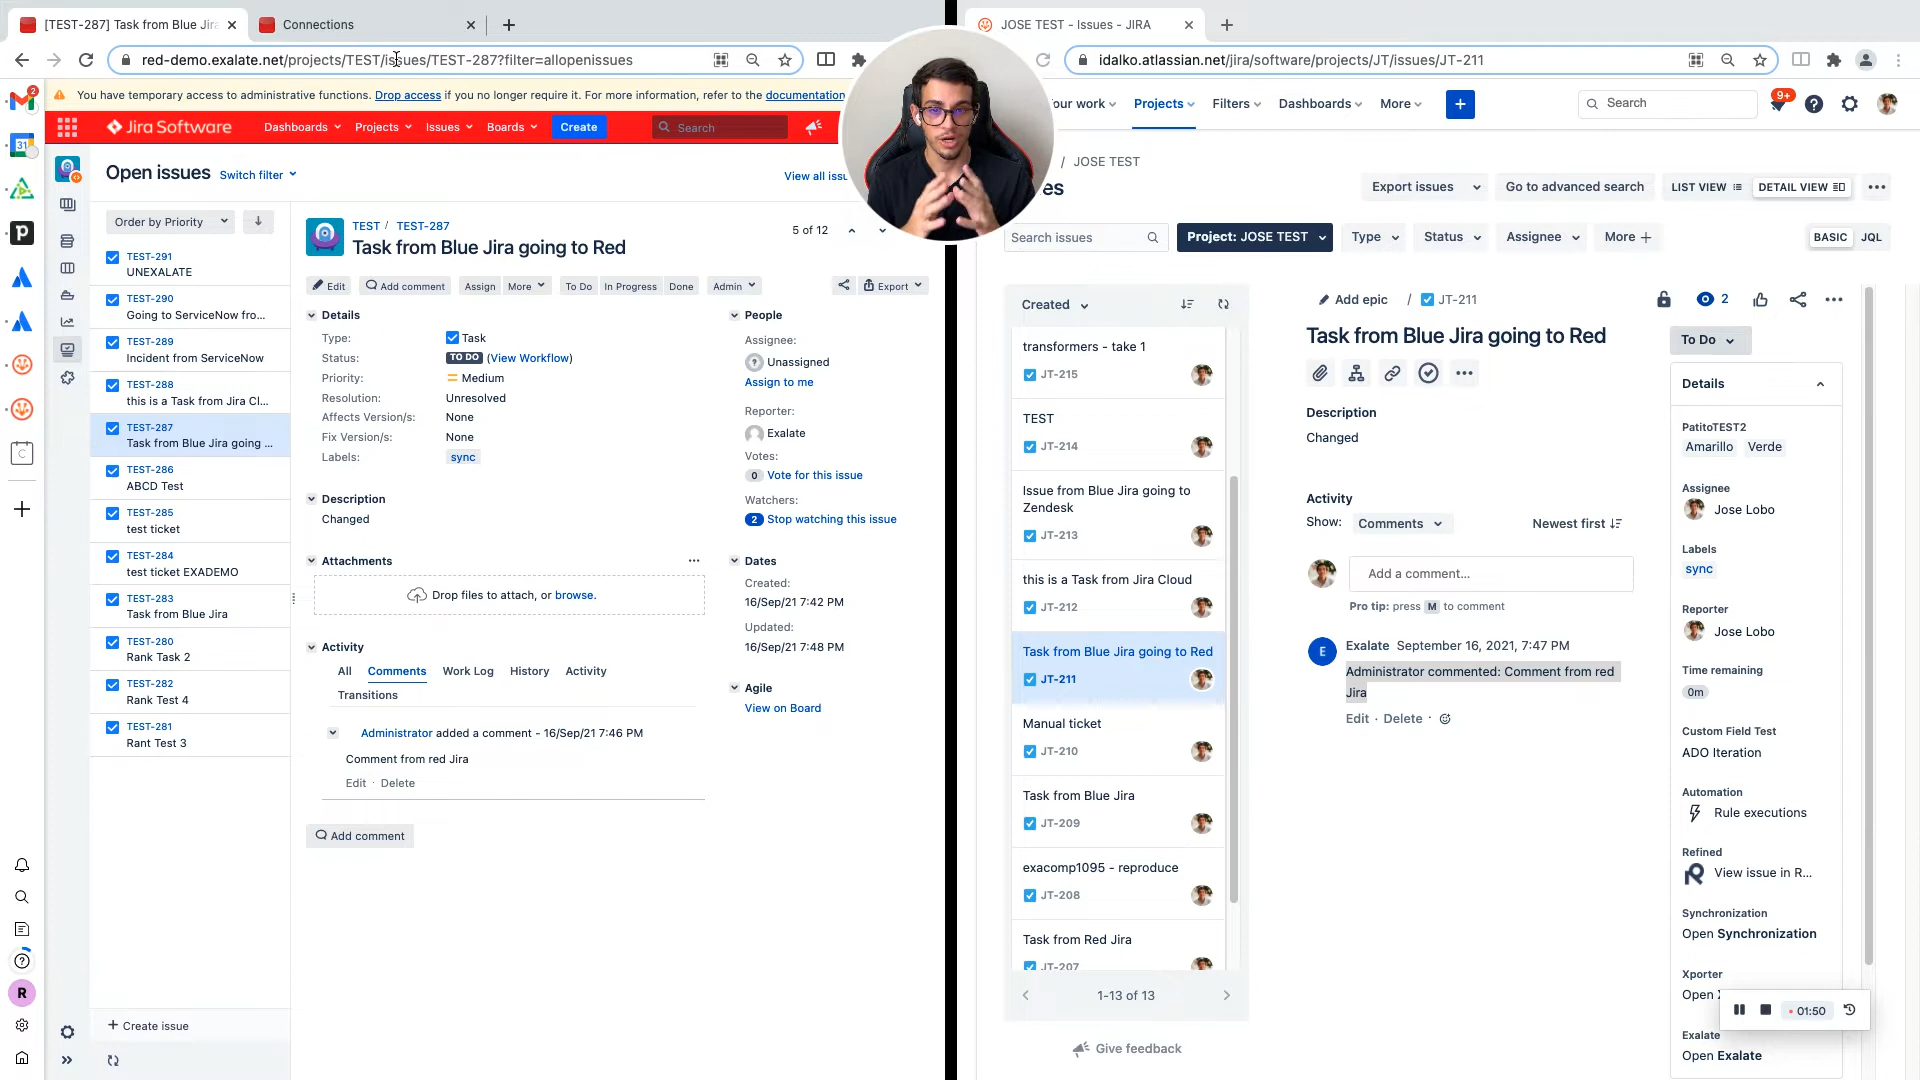 [TEST-287] Task from Blue Jira
Connections
red-demo.exalate.net/projects/TEST/issues/TEST-287?filter=allopenissues
You have temporary access to administrative functions. Drop access if you no longer require it. For more information, refer to the documentation
Jira Software
Dashboards
Projects
Issues
Boards
Create
Search
2
31
Open issues
Switch filter
View all issu
Order by Priority
TEST-291
UNEXALATE
TEST-290
Going to ServiceNow fro...
TEST-289
Incident from ServiceNow
TEST-288
this is a Task from Jira Cl...
TEST-287
Task from Blue Jira going ...
TEST-286
ABCD Test
TEST-285
test ticket
TEST-284
test ticket EXADEMO
TEST-283
Task from Blue Jira
TEST-280
Rank Task 2
TEST-282
Rank Test 4
TEST-281
Rant Test 3
+ Create issue
R
TEST / TEST-287
Task from Blue Jira going to Red
5 of 12
Edit
Add comment
Assign
More
To Do
In Progress
Done
Admin
Export
Details
Type: Task
Status: TO DO (View Workflow)
Priority: Medium
Resolution: Unresolved
Affects Version/s: None
Fix Version/s: None
Labels: sync
Description
Changed
Attachments
Drop files to attach, or browse.
Activity
All
Comments
Work Log
History
Activity
Transitions
Administrator added a comment - 16/Sep/21 7:46 PM
Comment from red Jira
Edit · Delete
Add comment
People
Assignee:
Unassigned
Assign to me
Reporter:
Exalate
Votes:
0 Vote for this issue
Watchers:
2 Stop watching this issue
Dates
Created:
16/Sep/21 7:42 PM
Updated:
16/Sep/21 7:48 PM
Agile
View on Board
JOSE TEST - Issues - JIRA
idalko.atlassian.net/jira/software/projects/JT/issues/JT-211
our work
Projects
Filters
Dashboards
More
+
Search
9+
/ JOSE TEST
es
Export issues
Go to advanced search
LIST VIEW
DETAIL VIEW
Search issues
Project: JOSE TEST
Type
Status
Assignee
More +
BASIC
JQL
Created
transformers - take 1
JT-215
TEST
JT-214
Issue from Blue Jira going to
Zendesk
JT-213
this is a Task from Jira Cloud
JT-212
Task from Blue Jira going to Red
JT-211
Manual ticket
JT-210
Task from Blue Jira
JT-209
exacomp1095 - reproduce
JT-208
Task from Red Jira
JT-207
1-13 of 13
Give feedback
Add epic / JT-211
2
Task from Blue Jira going to Red
Description
Changed
Activity
Show: Comments
Newest first
Add a comment...
Pro tip: press M to comment
E
Exalate September 16, 2021, 7:47 PM
Administrator commented: Comment from red
Jira
Edit · Delete ·
To Do
Details
PatitoTEST2
Amarillo Verde
Assignee
Jose Lobo
Labels
sync
Reporter
Jose Lobo
Time remaining
0m
Custom Field Test
ADO Iteration
Automation
Rule executions
Refined
View issue in R...
Synchronization
Open Synchronization
Xporter
Open
01:50
Exalate
Open Exalate